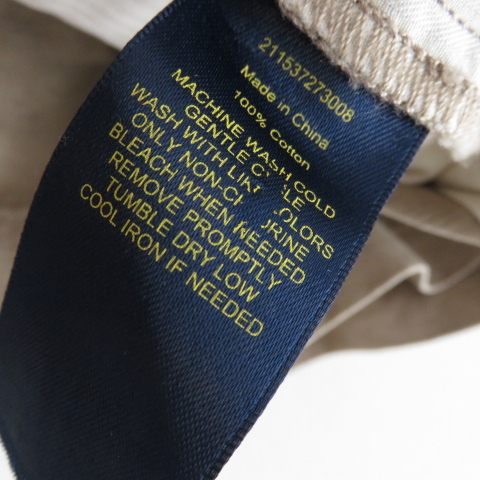 211537273008
Made in China
100% Cotton
MACHINE WASH COLD
GENTLE
WASH WITH COLORS
ONLY
BLEACH WHEN NEEDED
REMOVE PROMPTLY
TUMBLE DRY LOW
COOL IRON IF NEEDED